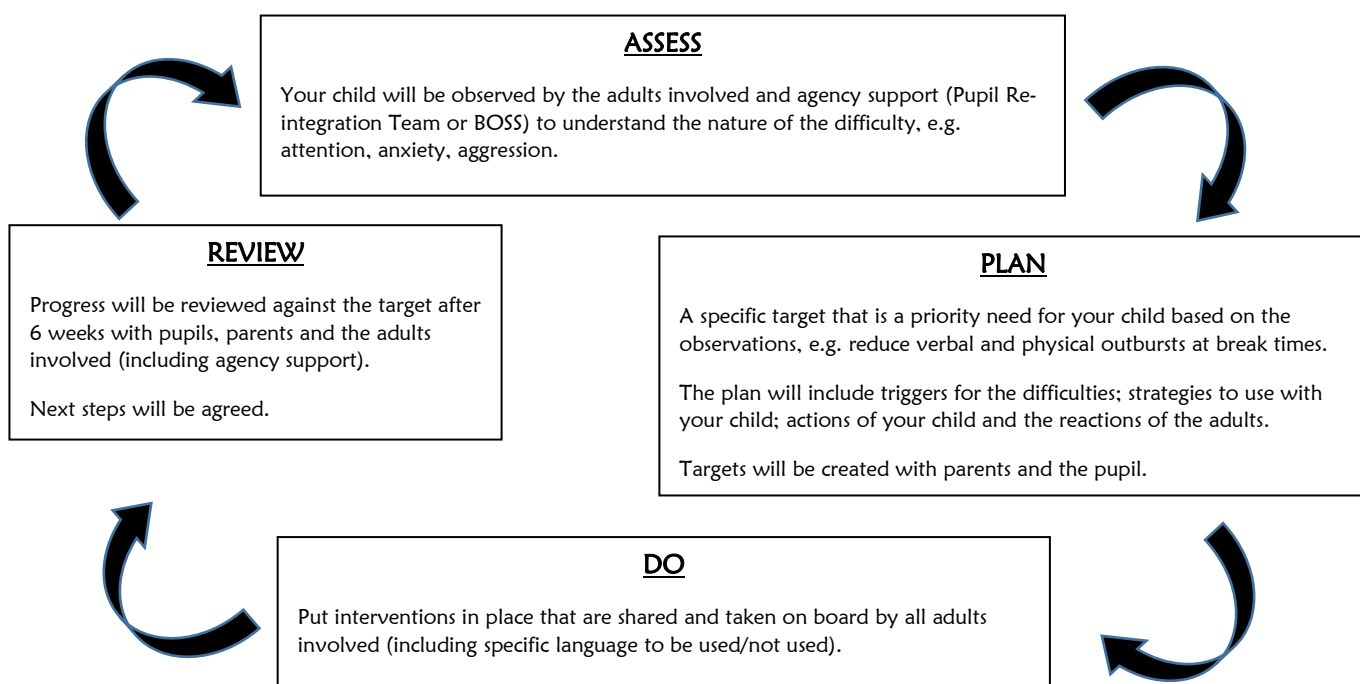 ASSESS
Your child will be observed by the adults involved and agency support (Pupil Re-
integration Team or BOSS) to understand the nature of the difficulty, e.g.
attention, anxiety, aggression.
PLAN
A specific target that is a priority need for your child based on the
observations, e.g. reduce verbal and physical outbursts at break times.
The plan will include triggers for the difficulties; strategies to use with
your child; actions of your child and the reactions of the adults.
Targets will be created with parents and the pupil.
DO
Put interventions in place that are shared and taken on board by all adults
involved (including specific language to be used/not used).
REVIEW
Progress will be reviewed against the target after
6 weeks with pupils, parents and the adults
involved (including agency support).
Next steps will be agreed.